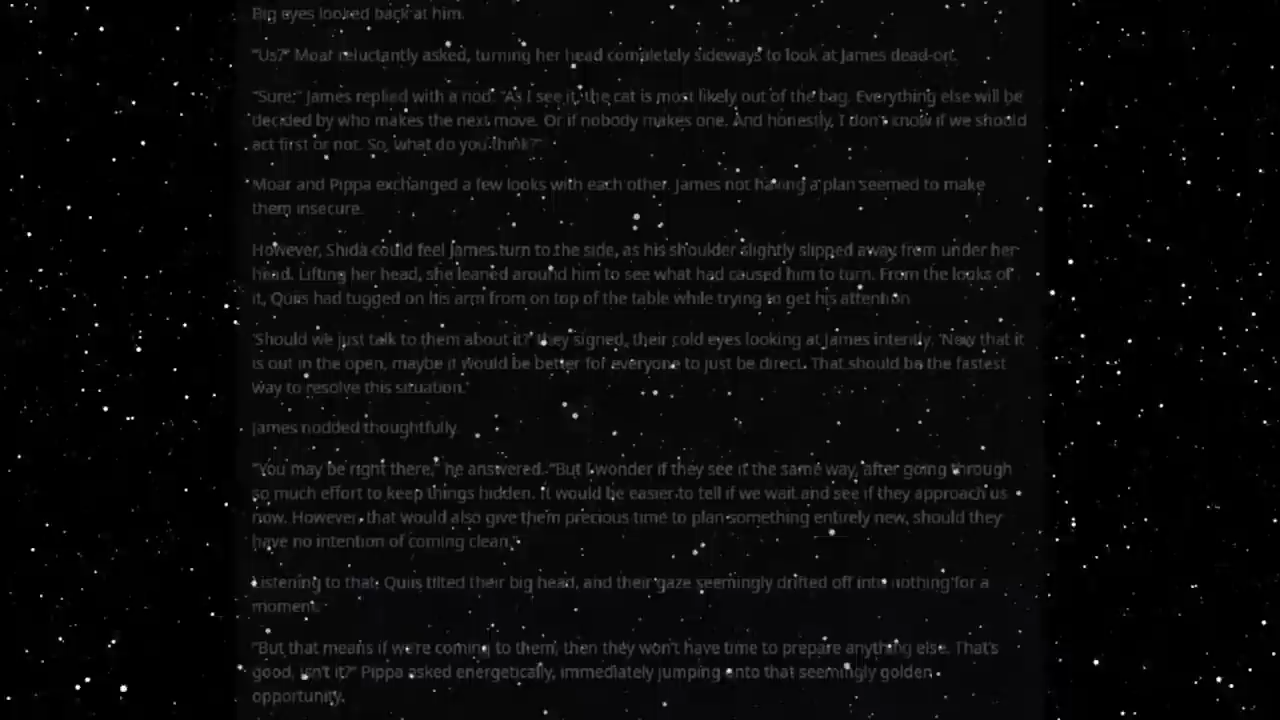 Big eyes looked back at him.
"Us?" Moar reluctantly asked, turning her head completely sideways to look at James dead-on.
"Sure," James replied with a nod. "As I see it, the cat is most likely out of the bag. Everything else will be
decided by who makes the next move. Or if nobody makes one. And honestly, I don't know if we should
act first or not. So, what do you think?"
Moar and Pippa exchanged a few looks with each other. James not having a plan seemed to make
them insecure.
However, Shida could feel James turn to the side, as his shoulder slightly slipped away from under her
head. Lifting her head, she leaned around him to see what had caused him to turn. From the looks of
it, Quiis had tugged on his arm from on top of the table while trying to get his attention.
'Should we just talk to them about it?' they signed, their cold eyes looking at James intently. 'Now that it
is out in the open, maybe it would be better for everyone to just be direct. That should be the fastest
way to resolve this situation.'
James nodded thoughtfully.
"You may be right there," he answered. "But I wonder if they see it the same way, after going through
so much effort to keep things hidden. It would be easier to tell if we wait and see if they approach us
now. However, that would also give them precious time to plan something entirely new, should they
have no intention of coming clean."
Listening to that, Quiis tilted their big head, and their gaze seemingly drifted off into nothing for a
moment.
"But that means if we're coming to them, then they won't have time to prepare anything else. That's
good, isn't it?" Pippa asked energetically, immediately jumping onto that seemingly golden
opportunity.